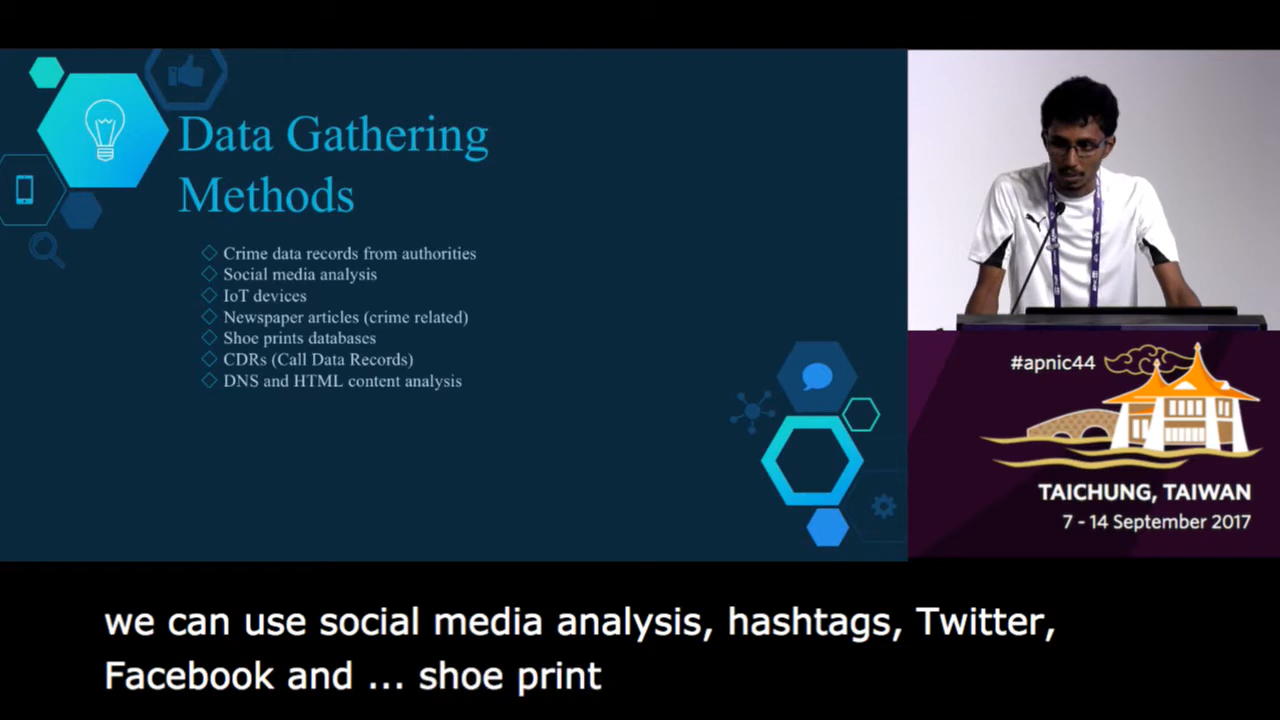 Data Gathering
Methods
Crime data records from authorities
Social media analysis
IoT devices
Newspaper articles (crime related)
Shoe prints databases
CDRs (Call Data Records)
DNS and HTML content analysis
#apnic44
TAICHUNG, TAIWAN
7 - 14 September 2017
we can use social media analysis, hashtags, Twitter,
Facebook and ... shoe print